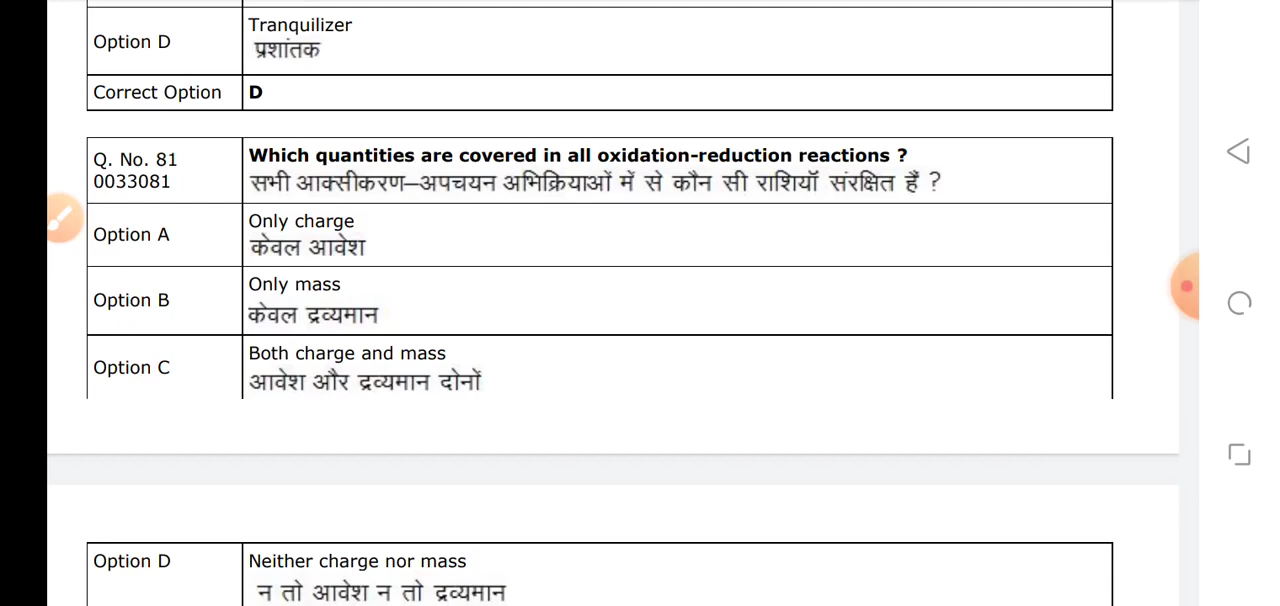 Option D
Tranquilizer
प्रशांतक
Correct Option
D
Q. No. 81
0033081
Which quantities are covered in all oxidation-reduction reactions ?
सभी आक्सीकरण–अपचयन अभिक्रियाओं में से कौन सी राशियॉं संरक्षित हैं ?
Option A
Only charge
केवल आवेश
Option B
Only mass
केवल द्रव्यमान
Option C
Both charge and mass
आवेश और द्रव्यमान दोनों
Option D
Neither charge nor mass
न तो आवेश न तो द्रव्यमान